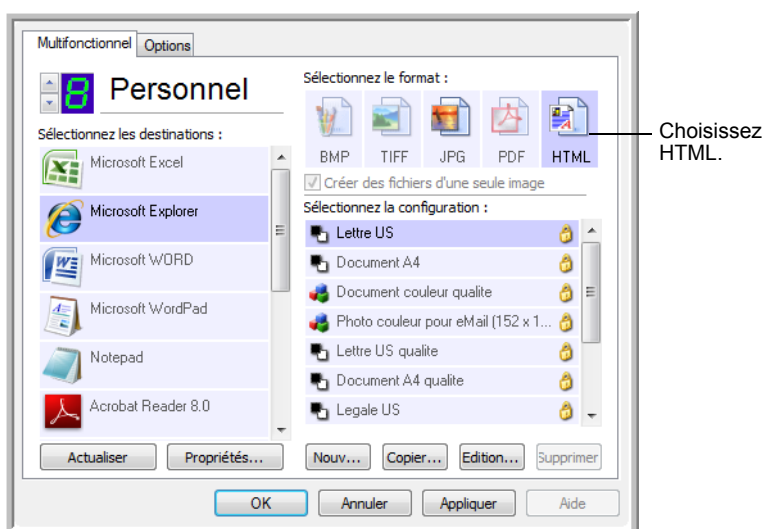 Multifonctionnel
Options
8
Personnel
Sélectionnez les destinations :
Microsoft Excel
Microsoft Explorer
Microsoft WORD
Microsoft WordPad
Notepad
Acrobat Reader 8.0
Actualiser
Propriétés...
Sélectionnez le format :
BMP
TIFF
JPG
PDF
HTML
Créer des fichiers d'une seule image
Sélectionnez la configuration :
Lettre US
Document A4
Document couleur qualite
Photo couleur pour eMail (152 x 1...
Lettre US qualite
Document A4 qualite
Legale US
Nouv...
Copier...
Edition...
Supprimer
OK
Annuler
Appliquer
Aide
Choisissez
HTML.